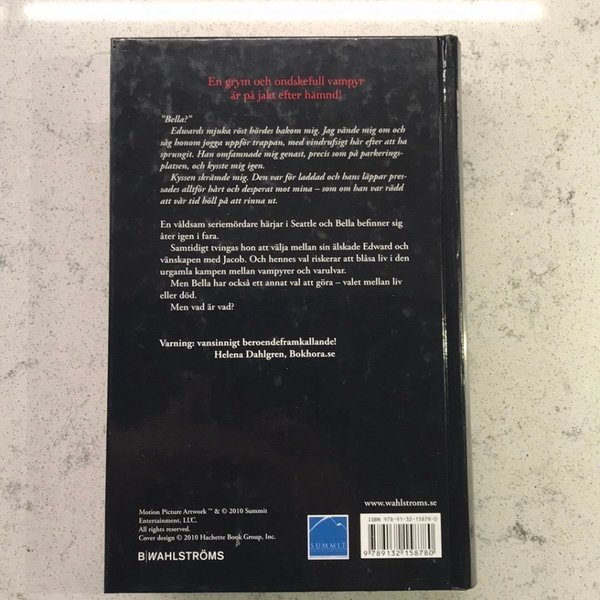 En grym och ondskefull vampyr
är på jakt efter hämnd!
"Bella?"
Edwards mjuka röst hördes bakom mig. Jag vände mig om och
såg honom jogga uppför trappan, med vindrufsigt hår efter att ha
sprungit. Han omfamnade mig genast, precis som på parkerings-
platsen, och kysste mig igen.
Kyssen skrämde mig. Den var för laddad och hans läppar pres-
sades alltför hårt och desperat mot mina – som om han var rädd
att vår tid höll på att rinna ut.
En våldsam seriemördare härjar i Seattle och Bella befinner sig
åter igen i fara.
Samtidigt tvingas hon att välja mellan sin älskade Edward och
vänskapen med Jacob. Och hennes val riskerar att blåsa liv i den
urgamla kampen mellan vampyrer och varulvar.
Men Bella har också ett annat val att göra – valet mellan liv
eller död.
Men vad är vad?
Varning: vansinnigt beroendeframkallande!
Helena Dahlgren, Bokhora.se
www.wahlstroms.se
Motion Picture Artwork ™ & © 2010 Summit
Entertainment, LLC.
All rights reserved.
Cover design © 2010 Hachette Book Group, Inc.
B|WAHLSTRÖMS
SUMMIT
ISBN 978-91-32-15878-0
9 789132 158780